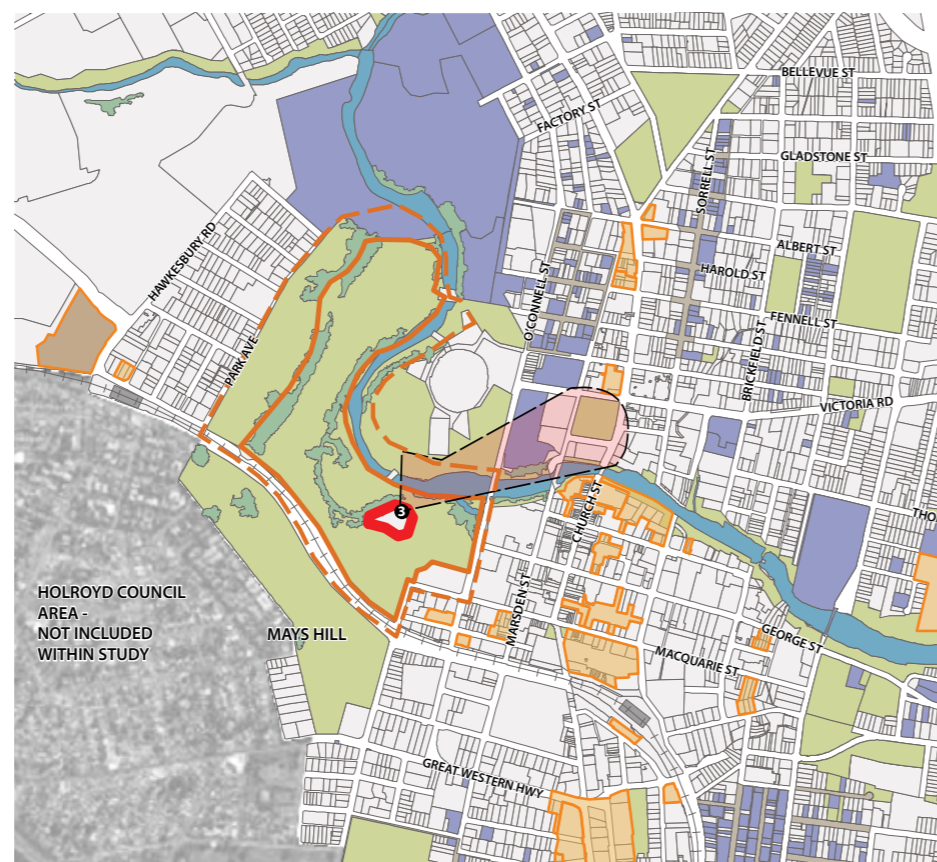 BELLEVUE ST
FACTORY ST
GLADSTONE ST
SORRELL ST
HAWKESBURY RD
ALBERT ST
HAROLD ST
O'CONNELL ST
FENNELL ST
PARK AVE
BRICKFIELD ST
VICTORIA RD
3
CHURCH ST
THO
HOLROYD COUNCIL
AREA -
NOT INCLUDED
WITHIN STUDY
MAYS HILL
MARSDEN ST
GEORGE ST
MACQUARIE ST
GREAT WESTERN HWY